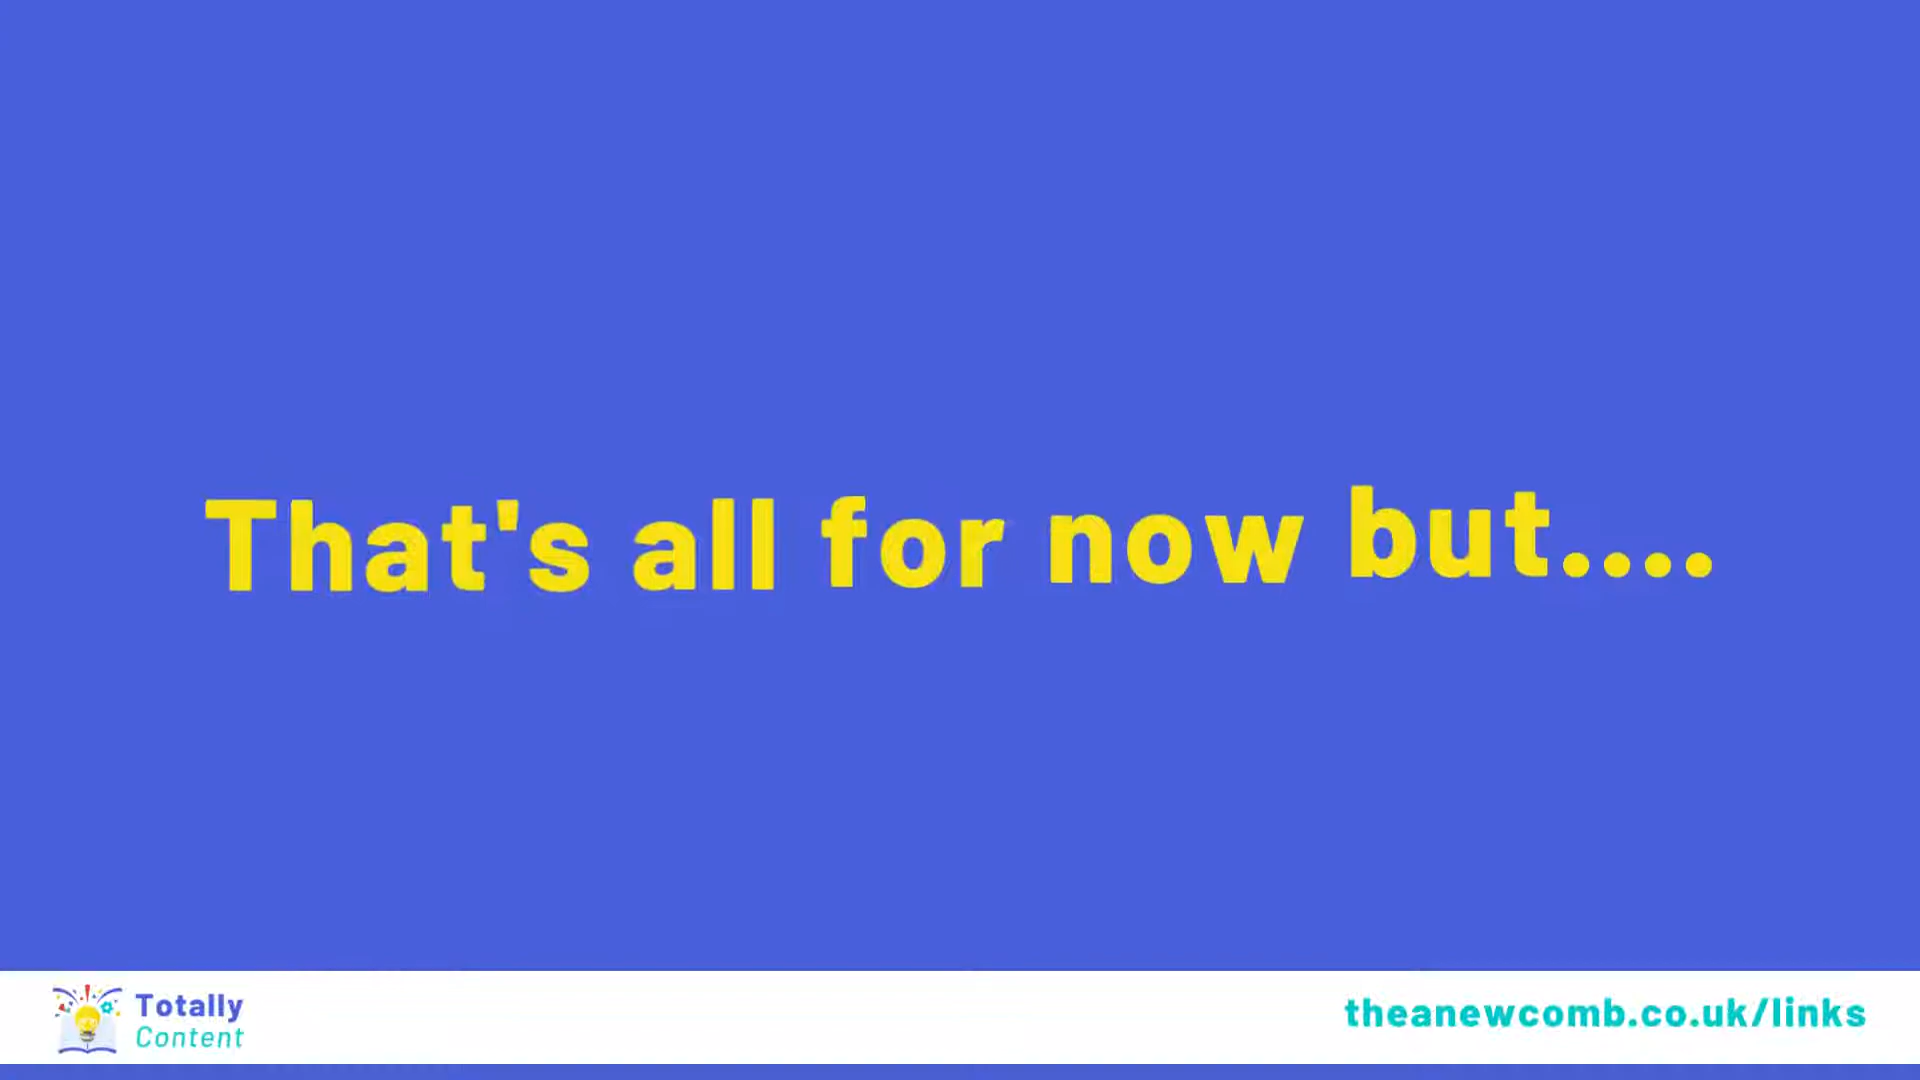 That's all for now but....
Totally
Content
theanewcomb.co.uk/links